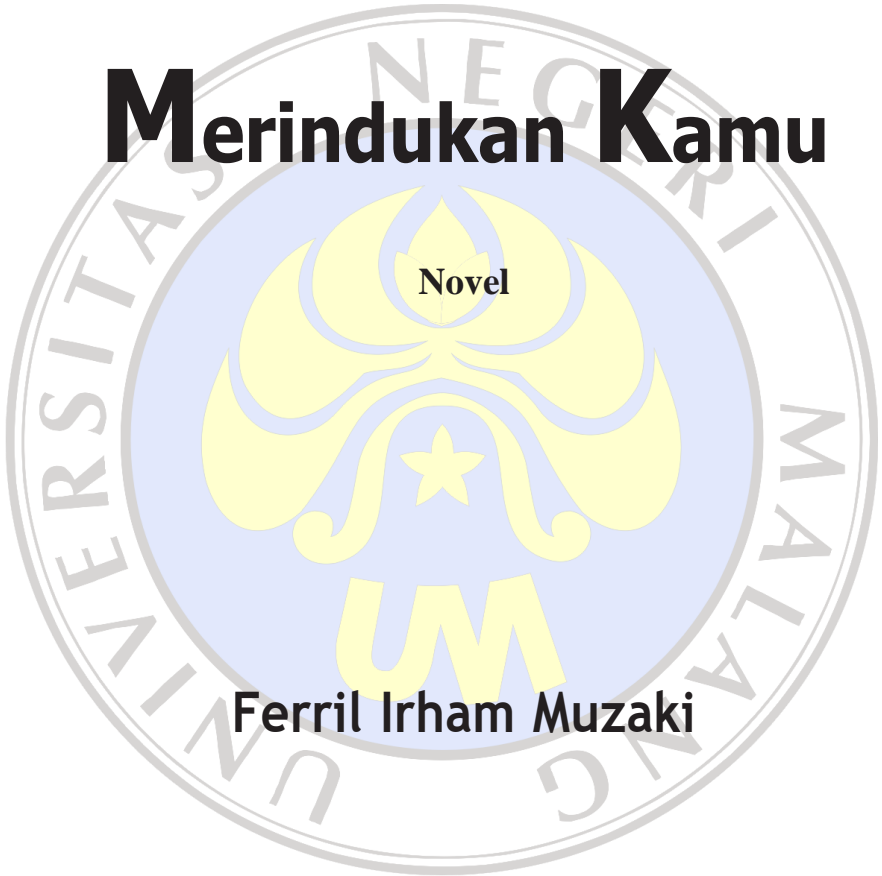 Merindukan Kamu
Novel
UM
Ferril Irham Muzaki
UNIVERSITAS NEGERI MALANG